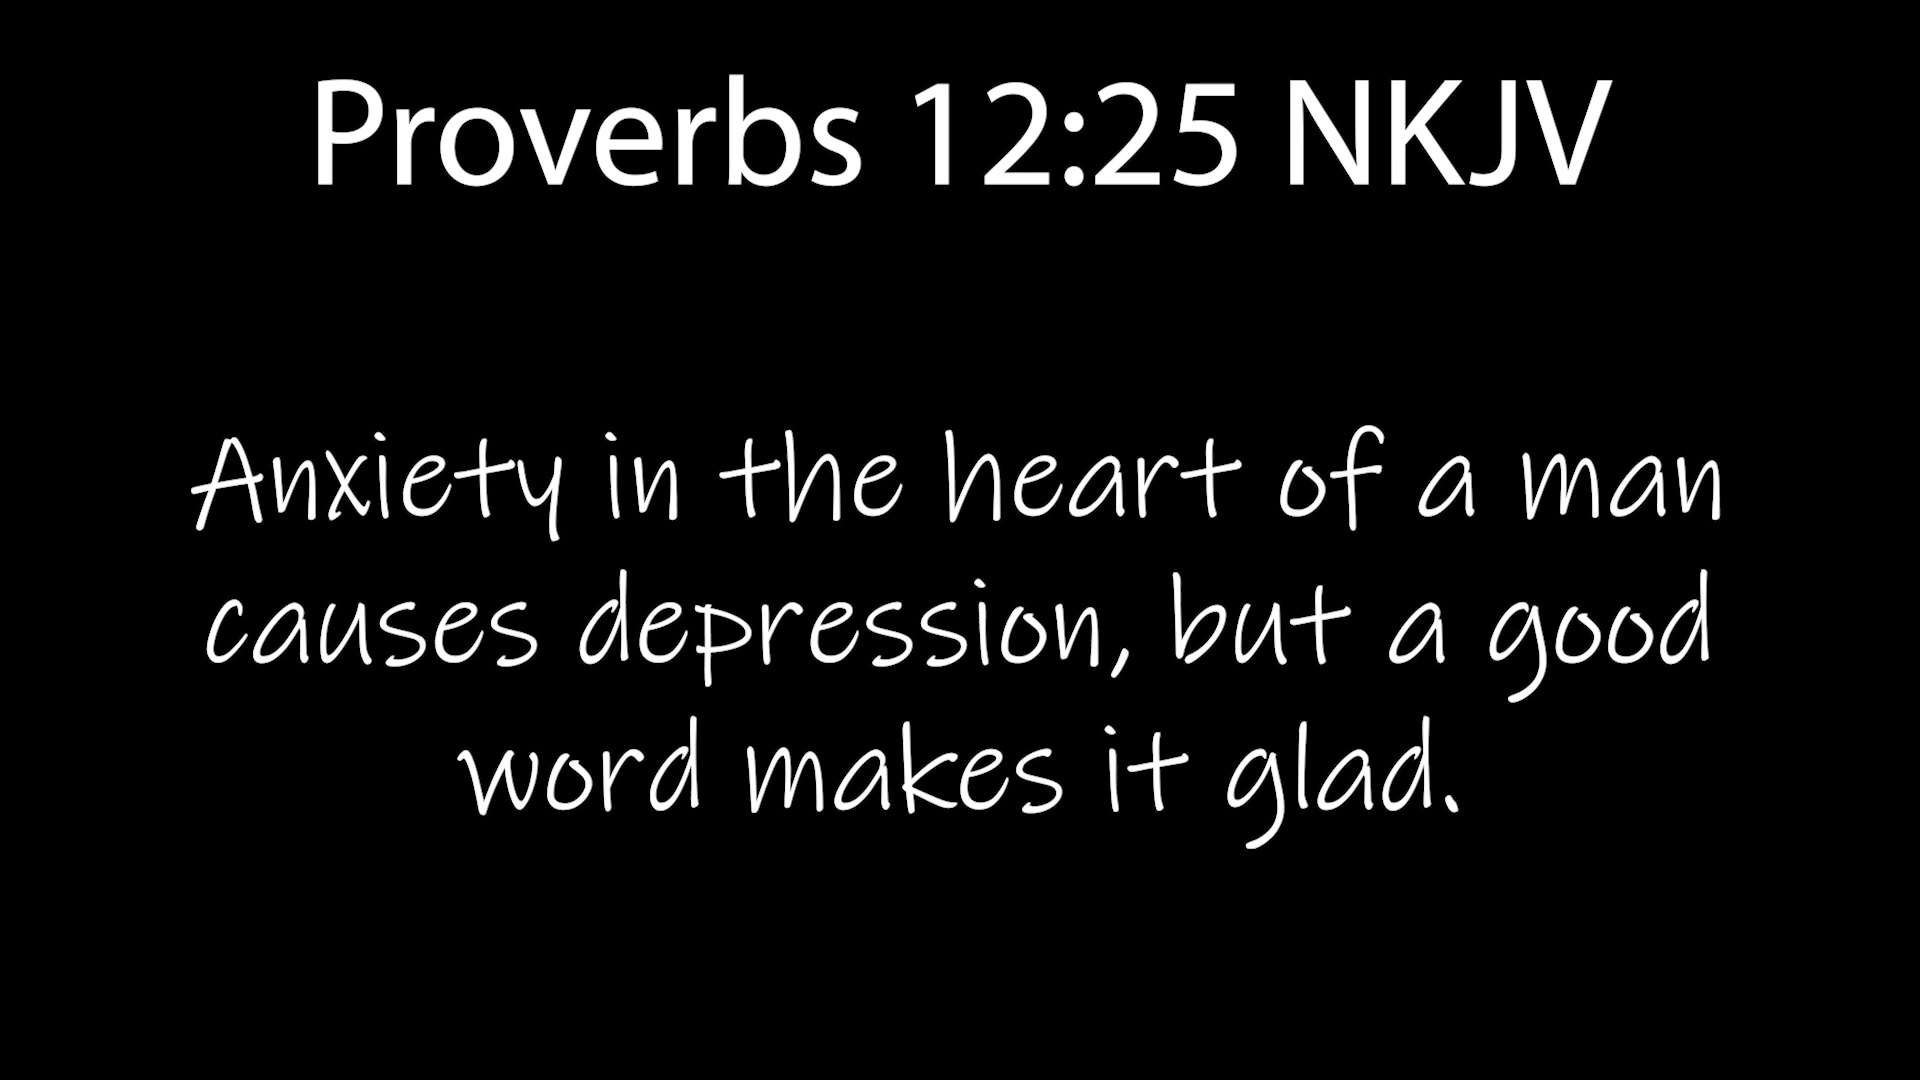 Proverbs 12:25 NKJV
Anxiety in the heart of a man
causes depression, but a good
word makes it glad.